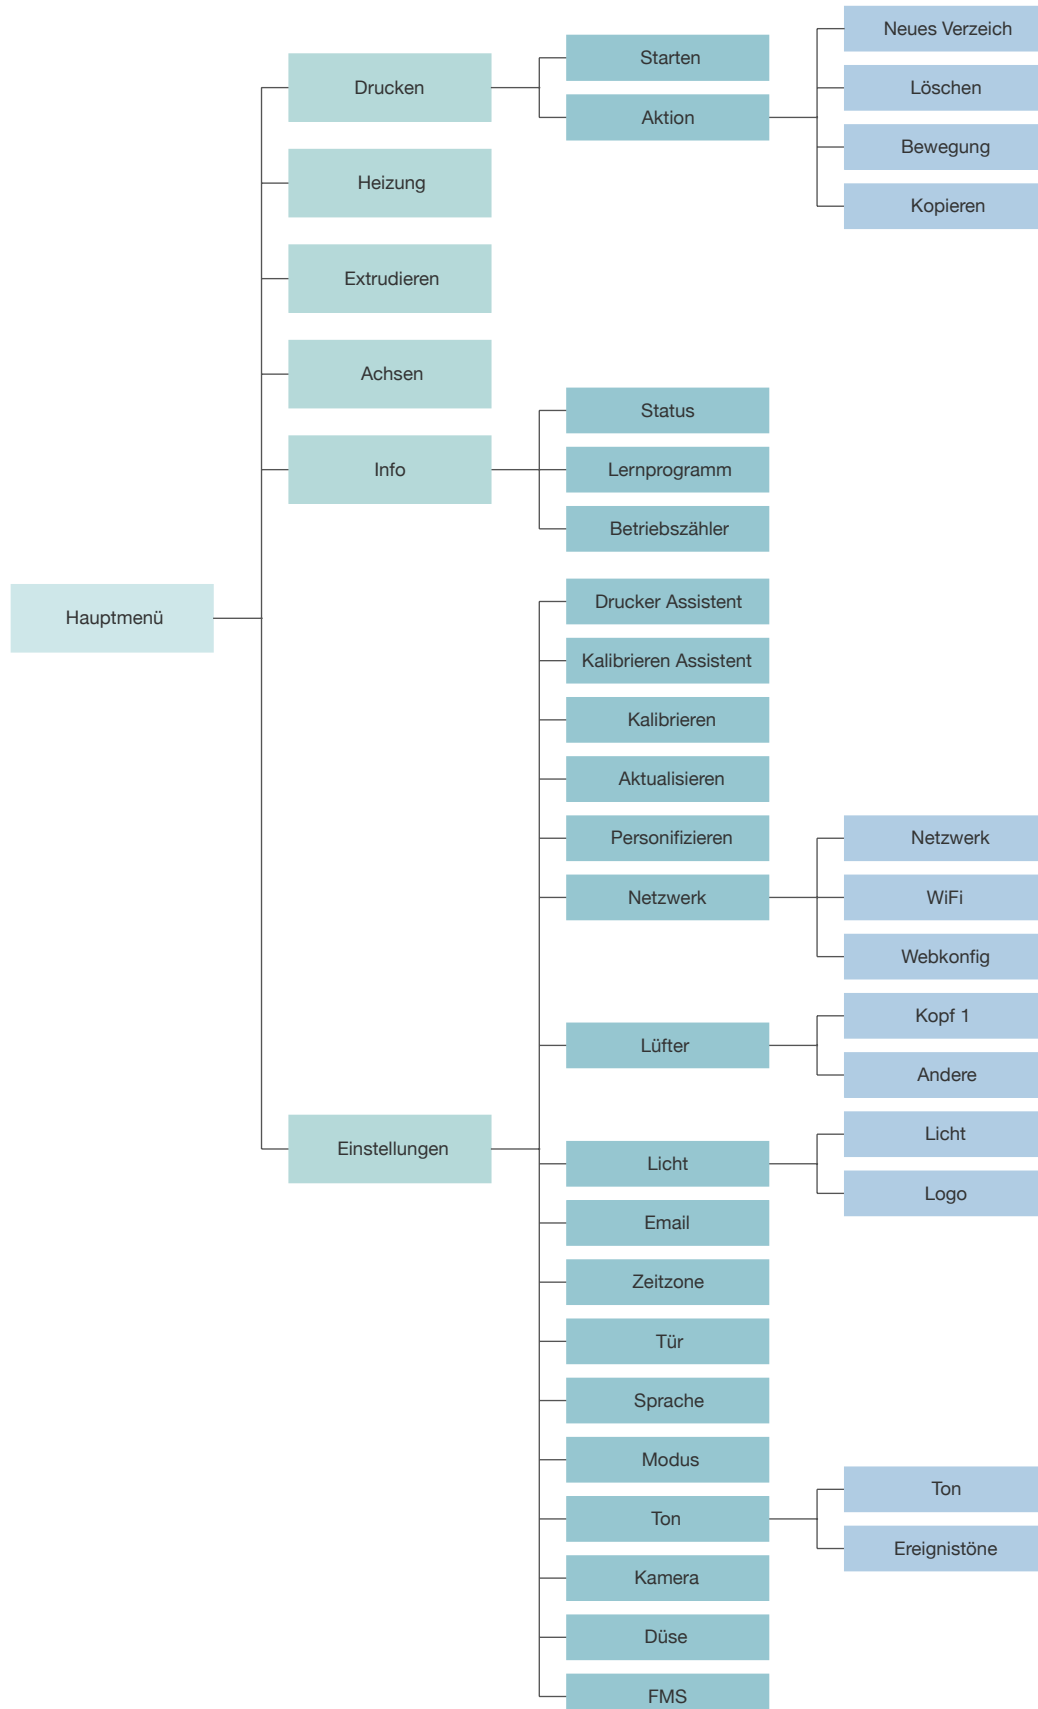 Hauptmenü
Drucken
Starten
Aktion
Neues Verzeich
Löschen
Bewegung
Kopieren
Heizung
Extrudieren
Achsen
Info
Status
Lernprogramm
Betriebszähler
Einstellungen
Drucker Assistent
Kalibrieren Assistent
Kalibrieren
Aktualisieren
Personifizieren
Netzwerk
Netzwerk
WiFi
Webkonfig
Lüfter
Kopf 1
Andere
Licht
Licht
Logo
Email
Zeitzone
Tür
Sprache
Modus
Ton
Ton
Ereignistöne
Kamera
Düse
FMS